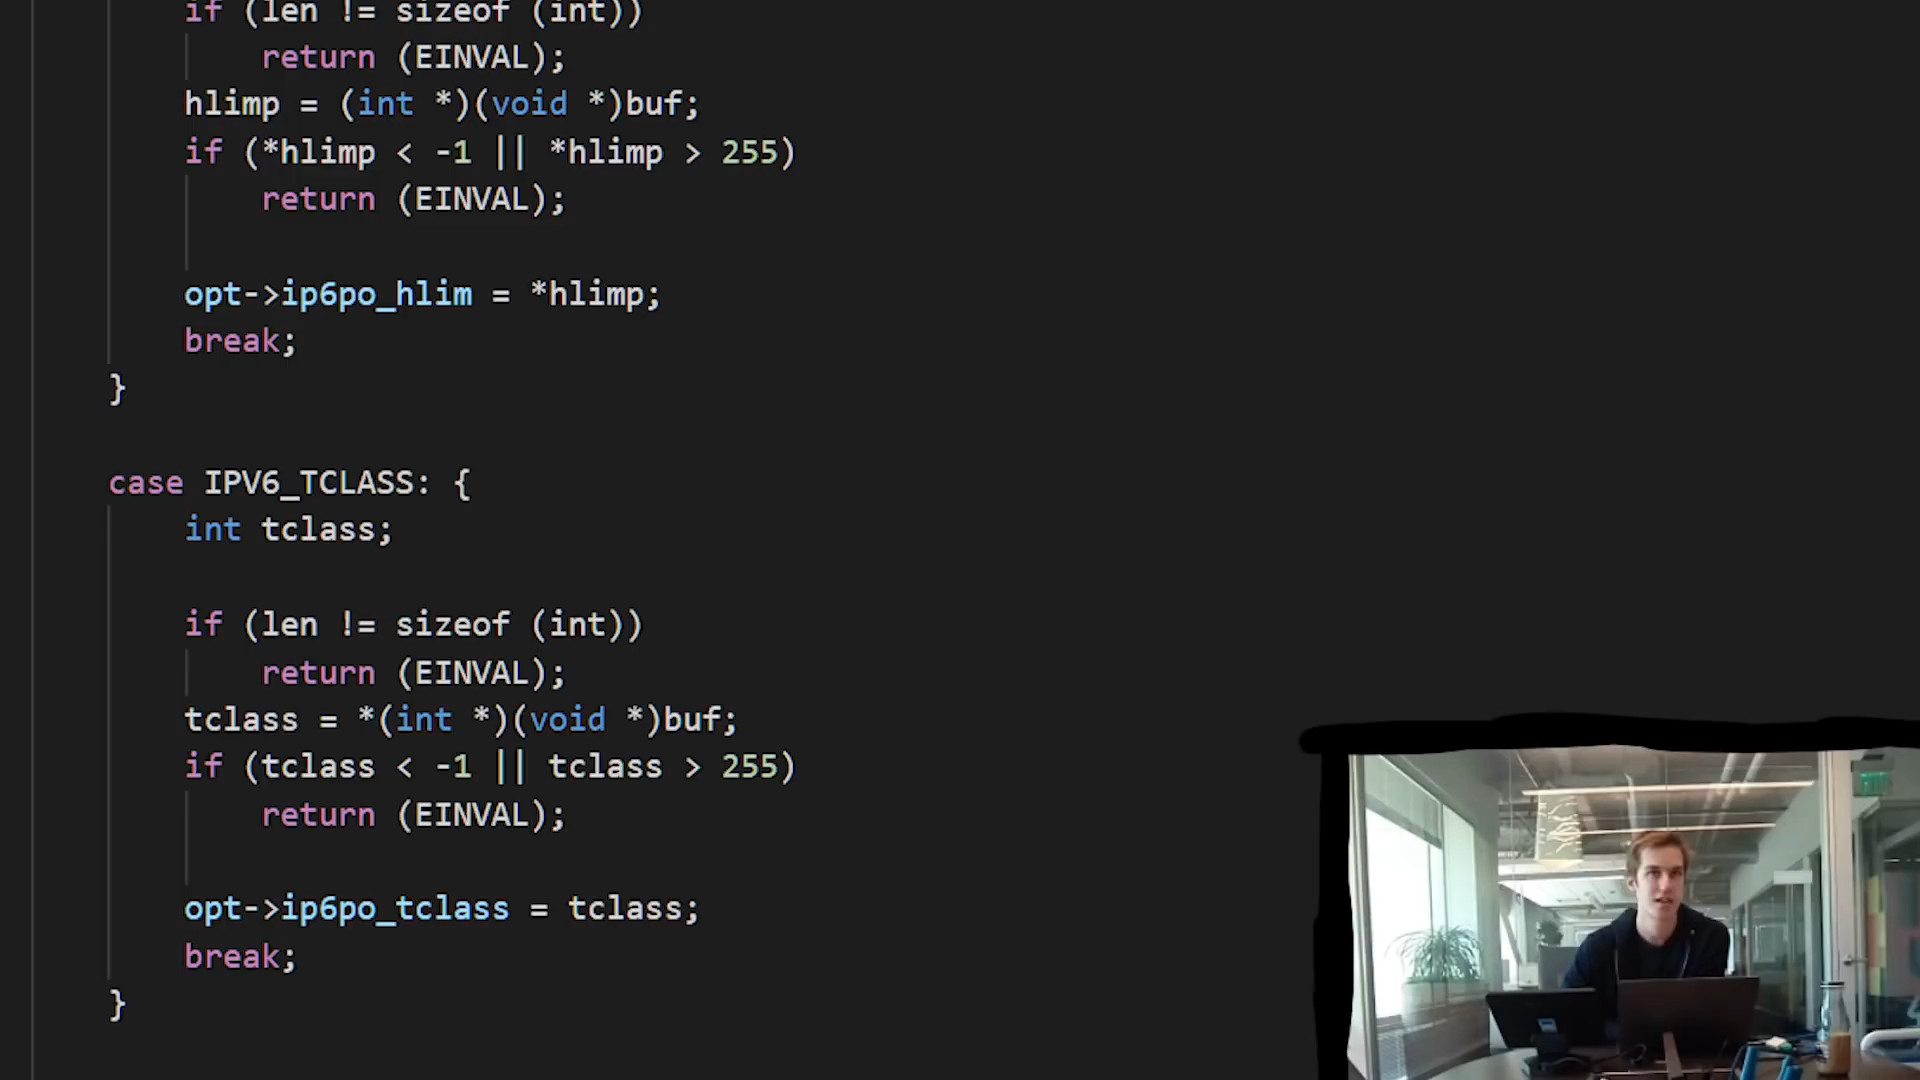 if (len != sizeof (int))
return (EINVAL);
hlimp = (int *)(void *)buf;
if (*hlimp < -1 || *hlimp > 255)
return (EINVAL);
opt->ip6po_hlim = *hlimp;
break;
}
case IPV6_TCLASS: {
int tclass;
if (len != sizeof (int))
return (EINVAL);
tclass = *(int *)(void *)buf;
if (tclass < -1 || tclass > 255)
return (EINVAL);
opt->ip6po_tclass = tclass;
break;
}